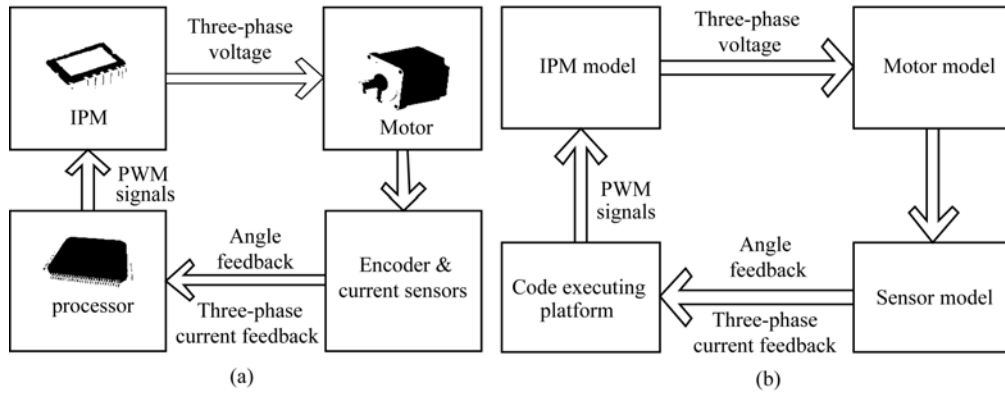 Three-phase
voltage
IPM
Motor
PWM
signals
processor
Angle
feedback
Three-phase
current feedback
Encoder &
current sensors
(a)
Three-phase
voltage
IPM model
Motor model
PWM
signals
Code executing
platform
Angle
feedback
Three-phase
current feedback
Sensor model
(b)